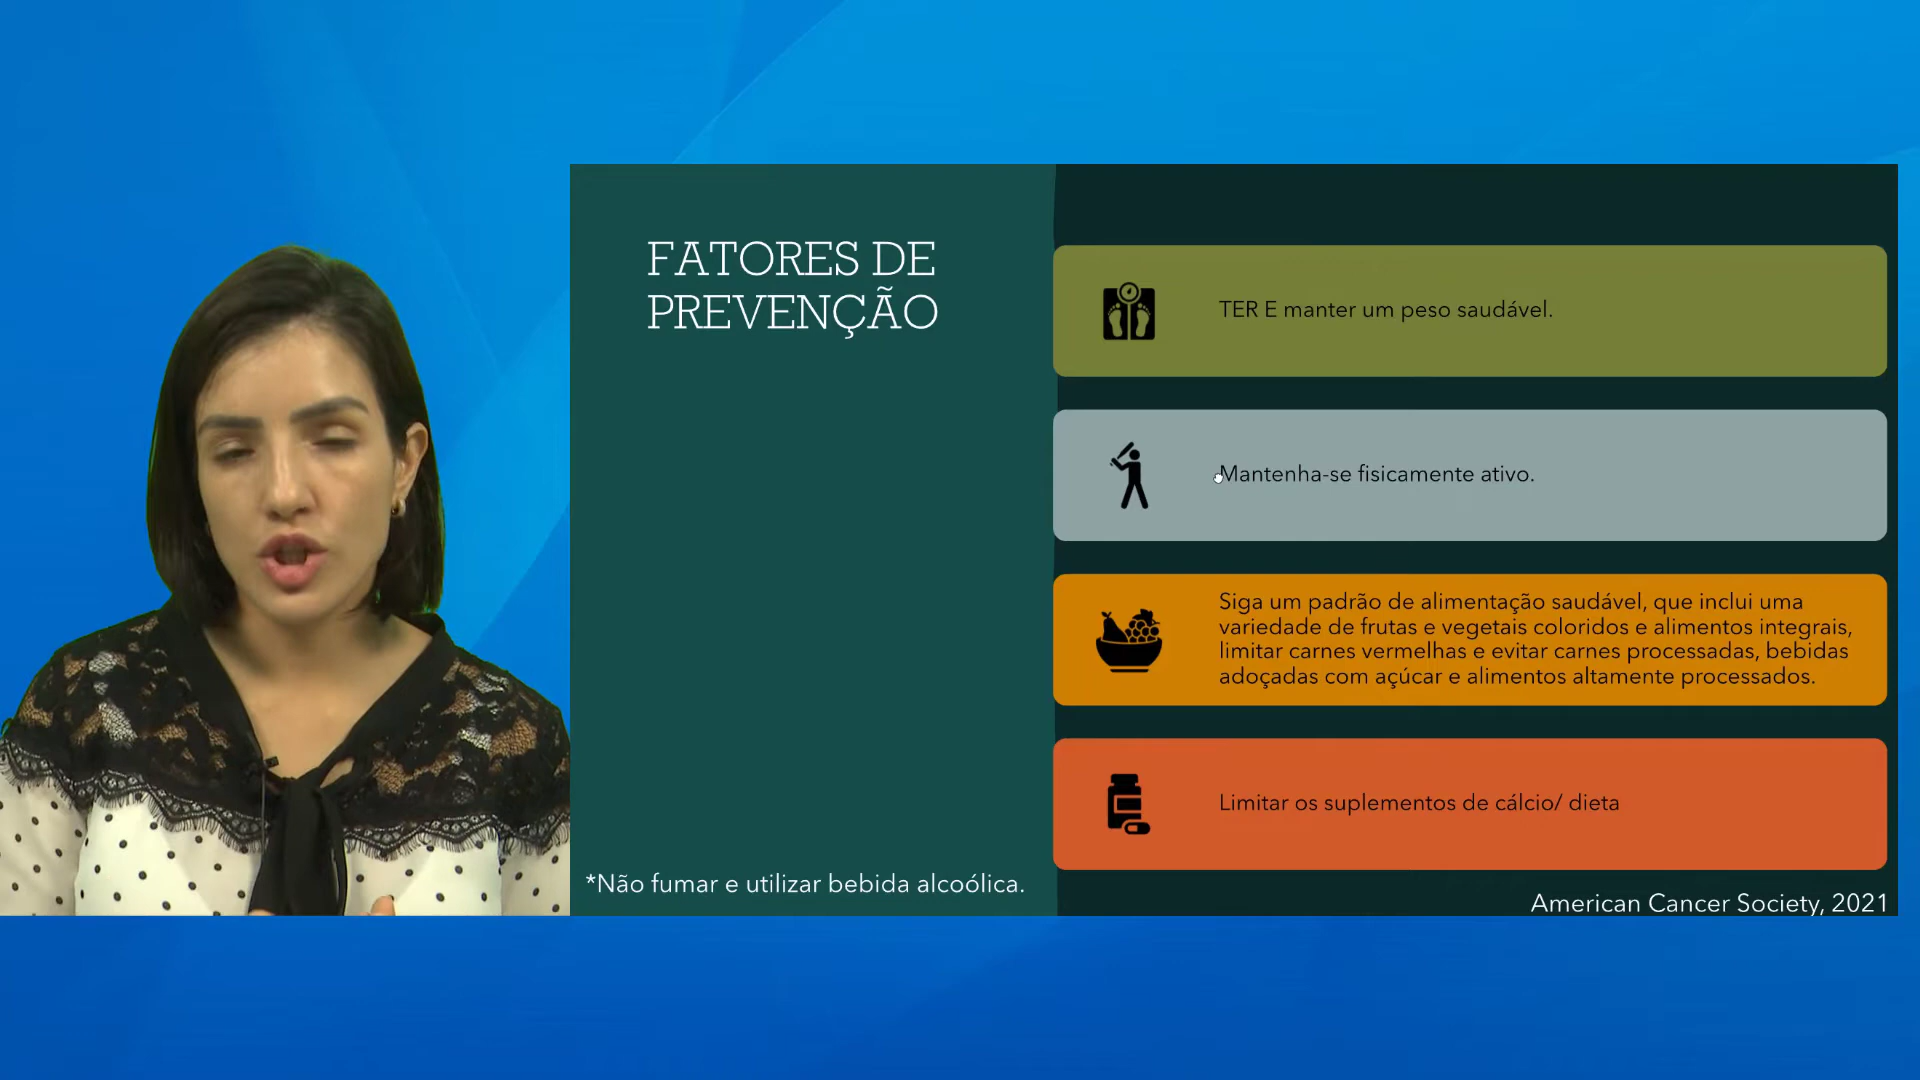 FATORES DE
PREVENÇÃO
TER E manter um peso saudável.
Mantenha-se fisicamente ativo.
Siga um padrão de alimentação saudável, que inclui uma
variedade de frutas e vegetais coloridos e alimentos integrais,
limitar carnes vermelhas e evitar carnes processadas, bebidas
adoçadas com açúcar e alimentos altamente processados.
Limitar os suplementos de cálcio/ dieta
*Não fumar e utilizar bebida alcoólica.
American Cancer Society, 2021